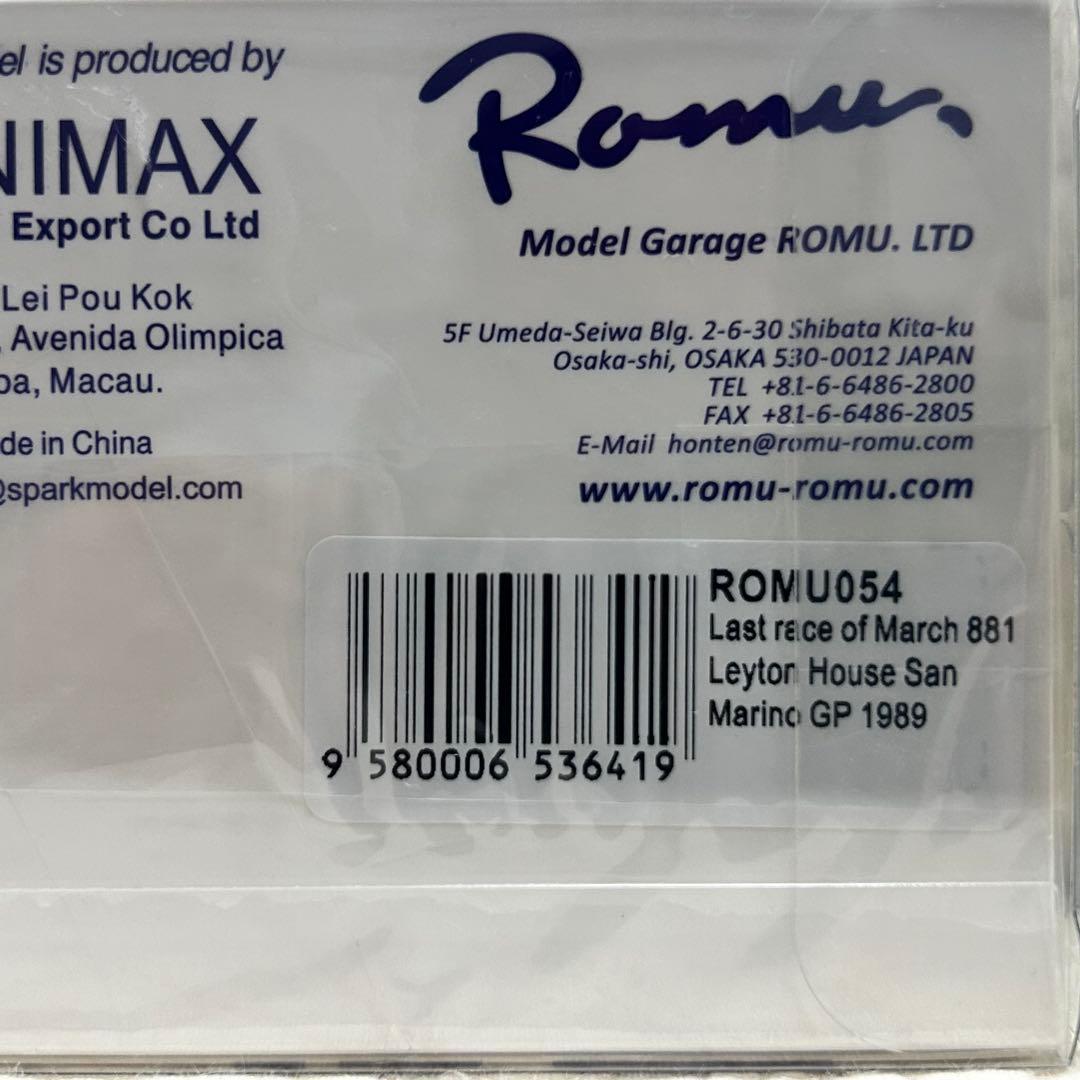 el is produced by
NIMAX
Export Co Ltd
Lei Pou Kok
, Avenida Olimpica
pa, Macau.
de in China
@sparkmodel.com
Romu.
Model Garage ROMU. LTD
5F Umeda-Seiwa Blg. 2-6-30 Shibata Kita-ku
Osaka-shi, OSAKA 530-0012 JAPAN
TEL +81-6-6486-2800
FAX +81-6-6486-2805
E-Mail honten@romu-romu.com
www.romu-romu.com
ROMU054
Last race of March 881
Leyton House San
Marino GP 1989
9 580006 536419